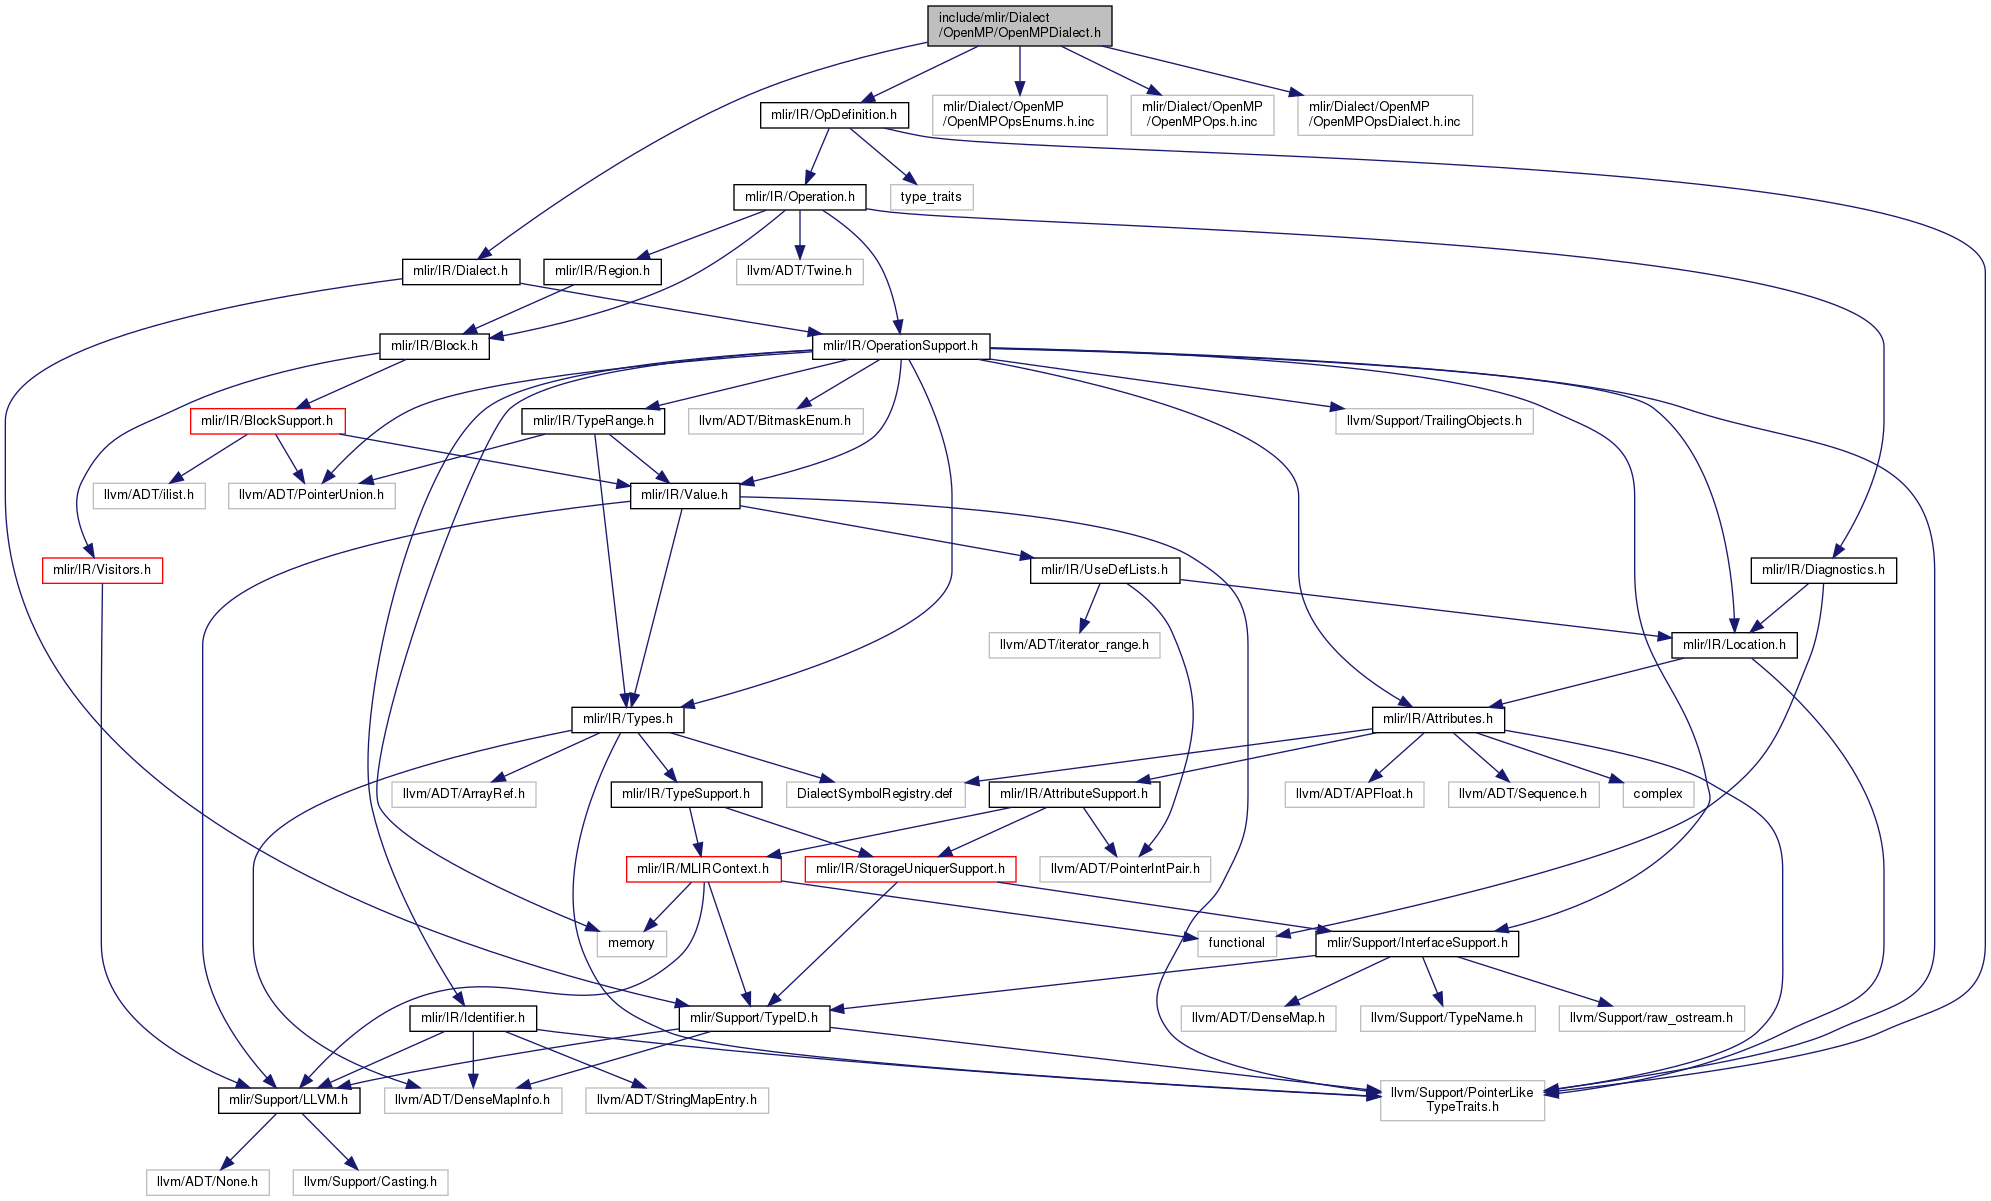 include/mlir/Dialect
/OpenMP/OpenMPDialect.h
mlir/IR/OpDefinition.h
mlir/Dialect/OpenMP
/OpenMPOpsEnums.h.inc
mlir/Dialect/OpenMP
/OpenMPOps.h.inc
mlir/Dialect/OpenMP
/OpenMPOpsDialect.h.inc
mlir/IR/Operation.h
type_traits
mlir/IR/Dialect.h
mlir/IR/Region.h
llvm/ADT/Twine.h
mlir/IR/Block.h
mlir/IR/OperationSupport.h
mlir/IR/BlockSupport.h
mlir/IR/TypeRange.h
llvm/ADT/BitmaskEnum.h
llvm/Support/TrailingObjects.h
llvm/ADT/ilist.h
llvm/ADT/PointerUnion.h
mlir/IR/Value.h
mlir/IR/Visitors.h
mlir/IR/UseDefLists.h
mlir/IR/Diagnostics.h
llvm/ADT/iterator_range.h
mlir/IR/Location.h
mlir/IR/Types.h
mlir/IR/Attributes.h
llvm/ADT/ArrayRef.h
mlir/IR/TypeSupport.h
DialectSymbolRegistry.def
mlir/IR/AttributeSupport.h
llvm/ADT/APFloat.h
llvm/ADT/Sequence.h
complex
mlir/IR/MLIRContext.h
mlir/IR/StorageUniquerSupport.h
llvm/ADT/PointerIntPair.h
memory
functional
mlir/Support/InterfaceSupport.h
mlir/IR/Identifier.h
mlir/Support/TypeID.h
llvm/ADT/DenseMap.h
llvm/Support/TypeName.h
llvm/Support/raw_ostream.h
mlir/Support/LLVM.h
llvm/ADT/DenseMapInfo.h
llvm/ADT/StringMapEntry.h
llvm/Support/PointerLike
TypeTraits.h
llvm/ADT/None.h
llvm/Support/Casting.h